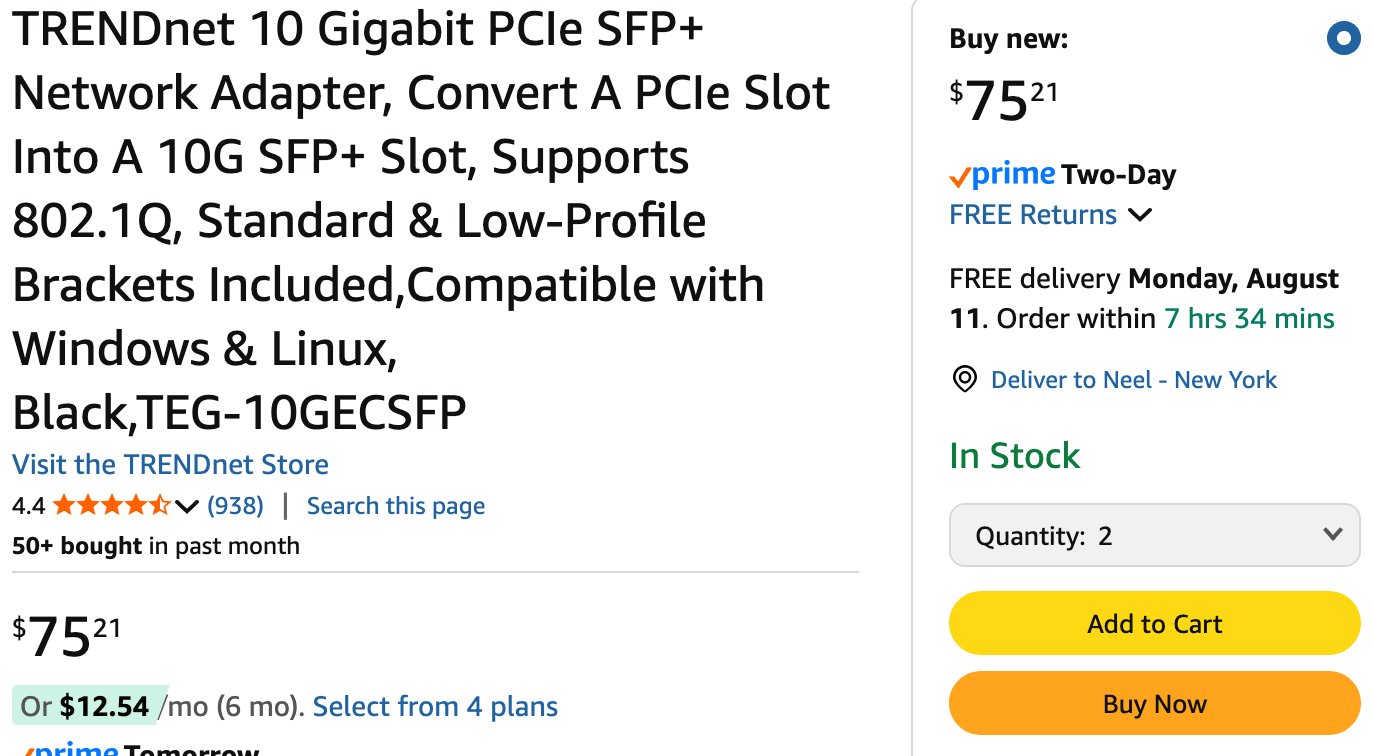 TRENDnet 10 Gigabit PCIe SFP+
Network Adapter, Convert A PCIe Slot
Into A 10G SFP+ Slot, Supports
802.1Q, Standard & Low-Profile
Brackets Included,Compatible with
Windows & Linux,
Black,TEG-10GECSFP
Visit the TRENDnet Store
4.4 (938) | Search this page
50+ bought in past month
$75 21
Or $12.54 /mo (6 mo). Select from 4 plans
prime Tomorrow
Buy new:
$75 21
prime Two-Day
FREE Returns
FREE delivery Monday, August
11. Order within 7 hrs 34 mins
Deliver to Neel - New York
In Stock
Quantity: 2
Add to Cart
Buy Now